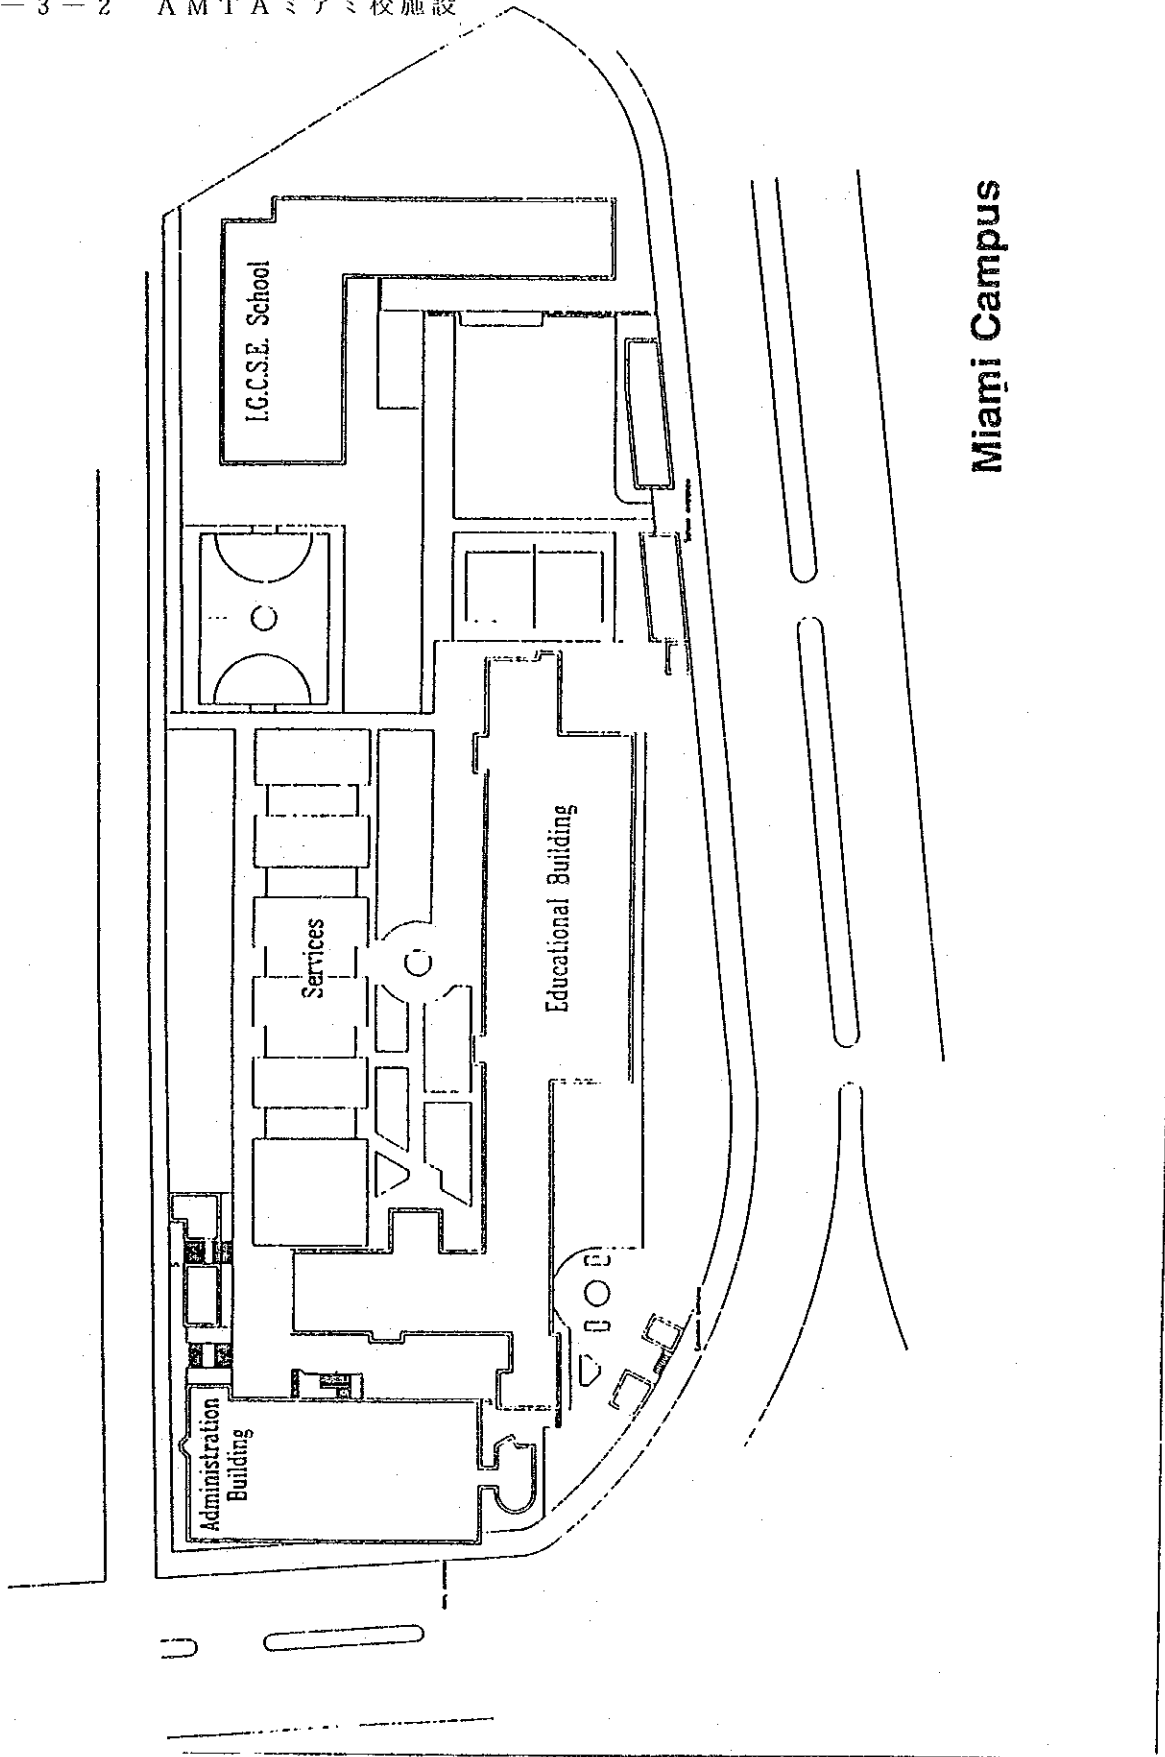 －３－２　ＡＭＴＡミアミ校施設
I.G.C.S.E. School
Services
Educational Building
Administration
Building
Miami Campus